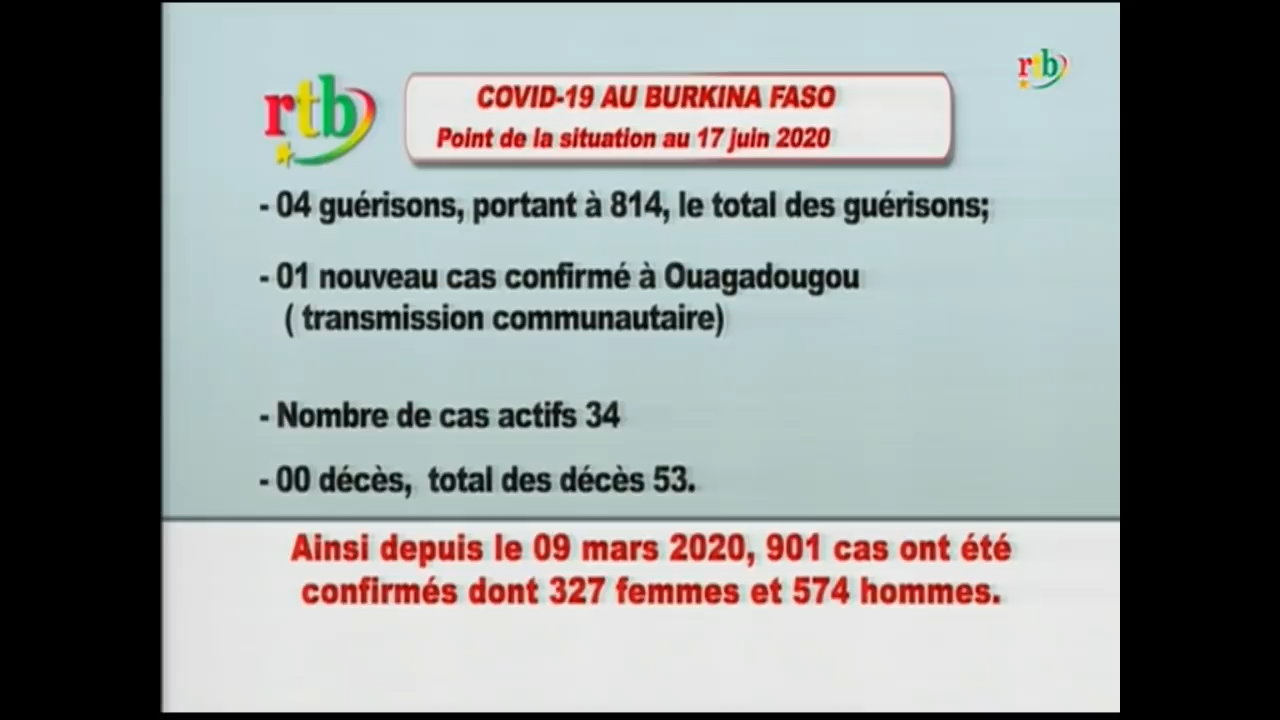 rtb
rtb
COVID-19 AU BURKINA FASO
Point de la situation au 17 juin 2020
- 04 guérisons, portant à 814, le total des guérisons;
- 01 nouveau cas confirmé à Ouagadougou
( transmission communautaire)
- Nombre de cas actifs 34
- 00 décès, total des décès 53.
Ainsi depuis le 09 mars 2020, 901 cas ont été
confirmés dont 327 femmes et 574 hommes.